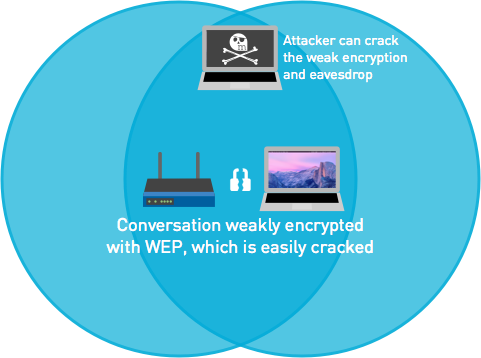 Attacker can crack
the weak encryption
and eavesdrop
Conversation weakly encrypted
with WEP, which is easily cracked